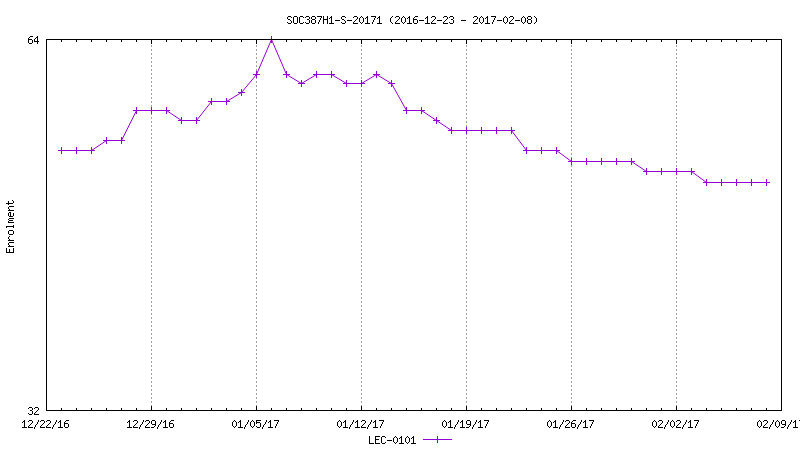 SOC387H1-S-20171 (2016-12-23 - 2017-02-08)
64
Enrolment
32
12/22/16 12/29/16 01/05/17 01/12/17 01/19/17 01/26/17 02/02/17 02/09/1
LEC-0101